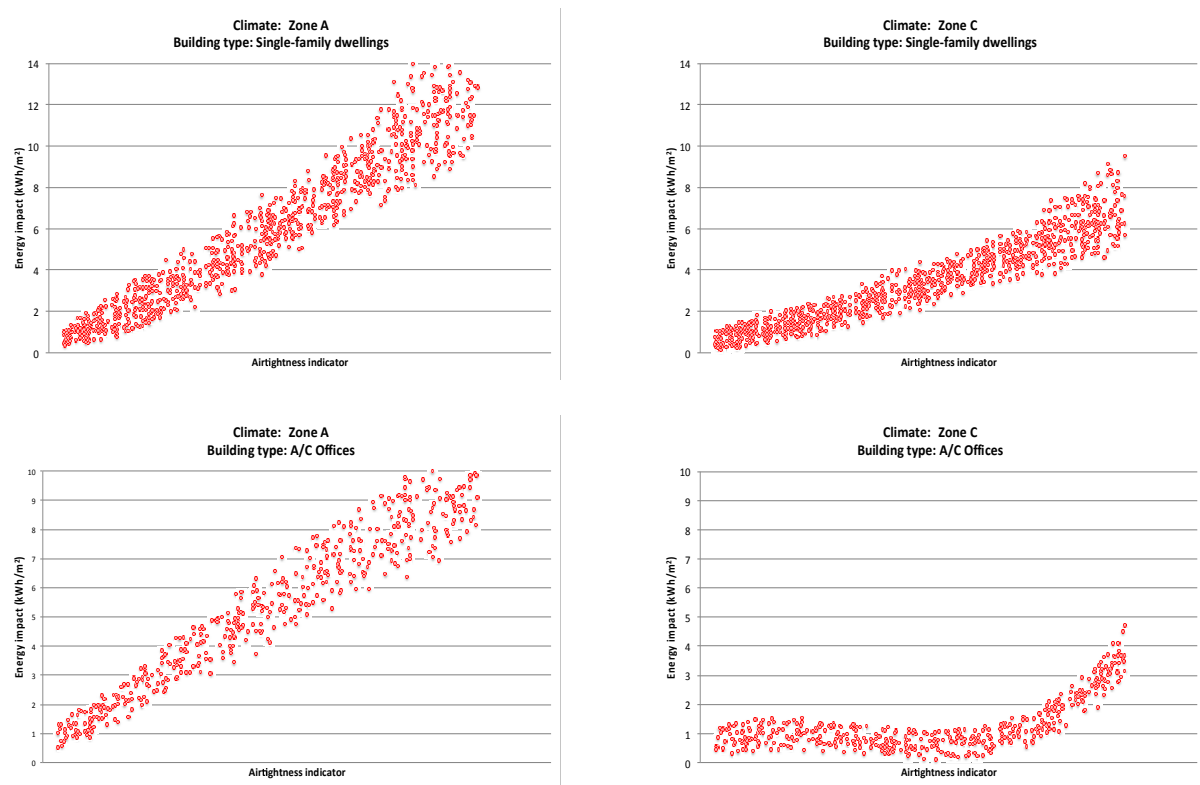 Climate: Zone A
Building type: Single-family dwellings
14
12
10
8
6
4
2
0
Energy impact (kWh/m²)
Airtightness indicator
Climate: Zone C
Building type: Single-family dwellings
14
12
10
8
6
4
2
0
Energy impact (kWh/m²)
Airtightness indicator
Climate: Zone A
Building type: A/C Offices
10
9
8
7
6
5
4
3
2
1
0
Energy impact (kWh/m²)
Airtightness indicator
Climate: Zone C
Building type: A/C Offices
10
9
8
7
6
5
4
3
2
1
0
Energy impact (kWh/m²)
Airtightness indicator